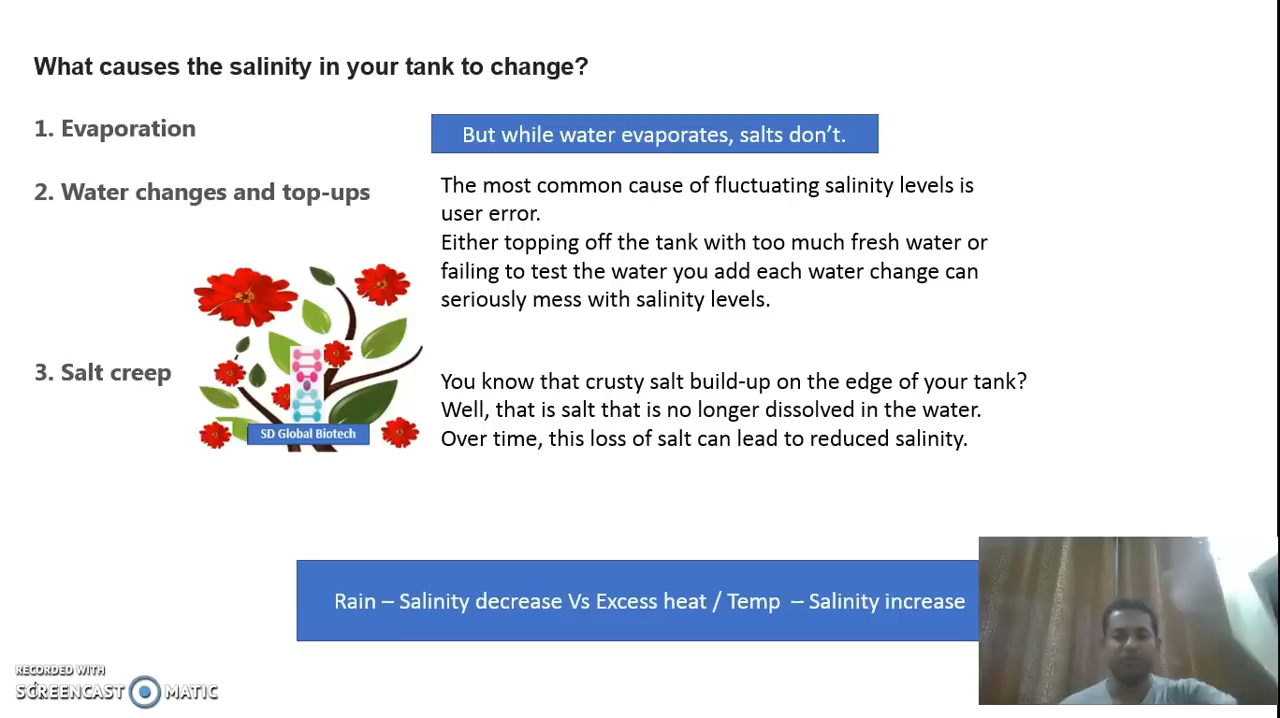 What causes the salinity in your tank to change?
1. Evaporation
But while water evaporates, salts don’t.
2. Water changes and top-ups
The most common cause of fluctuating salinity levels is
user error.
Either topping off the tank with too much fresh water or
failing to test the water you add each water change can
seriously mess with salinity levels.
3. Salt creep
SD Global Biotech
You know that crusty salt build-up on the edge of your tank?
Well, that is salt that is no longer dissolved in the water.
Over time, this loss of salt can lead to reduced salinity.
Rain – Salinity decrease Vs Excess heat / Temp – Salinity increase
RECORDED WITH
SCREENCAST MATIC